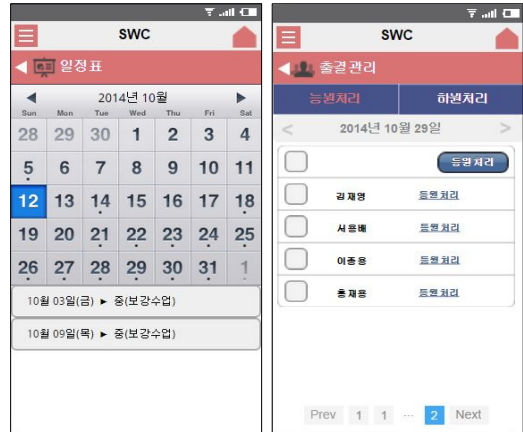 SWC
일정표
2014년 10월
Sun Mon Tue Wed Thu Fri Sat
28 29 30 1 2 3 4
5 6 7 8 9 10 11
12 13 14 15 16 17 18
19 20 21 22 23 24 25
26 27 28 29 30 31 1
10월 03일(금) ► 중(보강수업)
10월 09일(목) ► 중(보강수업)
SWC
출결관리
등원처리 하원처리
< 2014년 10월 29일 >
등원처리
김재영 등원처리
서용배 등원처리
이종용 등원처리
홍재용 등원처리
Prev 1 1 ... 2 Next